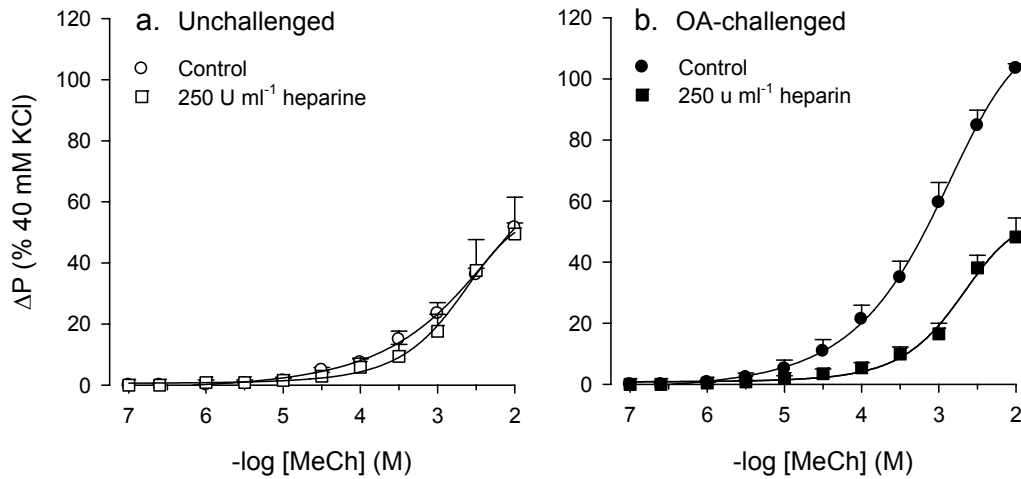 a. Unchallenged
Control
250 U ml⁻¹ heparine
120
100
80
60
40
20
0
ΔP (% 40 mM KCl)
7 6 5 4 3 2
-log [MeCh] (M)
b. OA-challenged
Control
250 u ml⁻¹ heparin
120
100
80
60
40
20
0
7 6 5 4 3 2
-log [MeCh] (M)